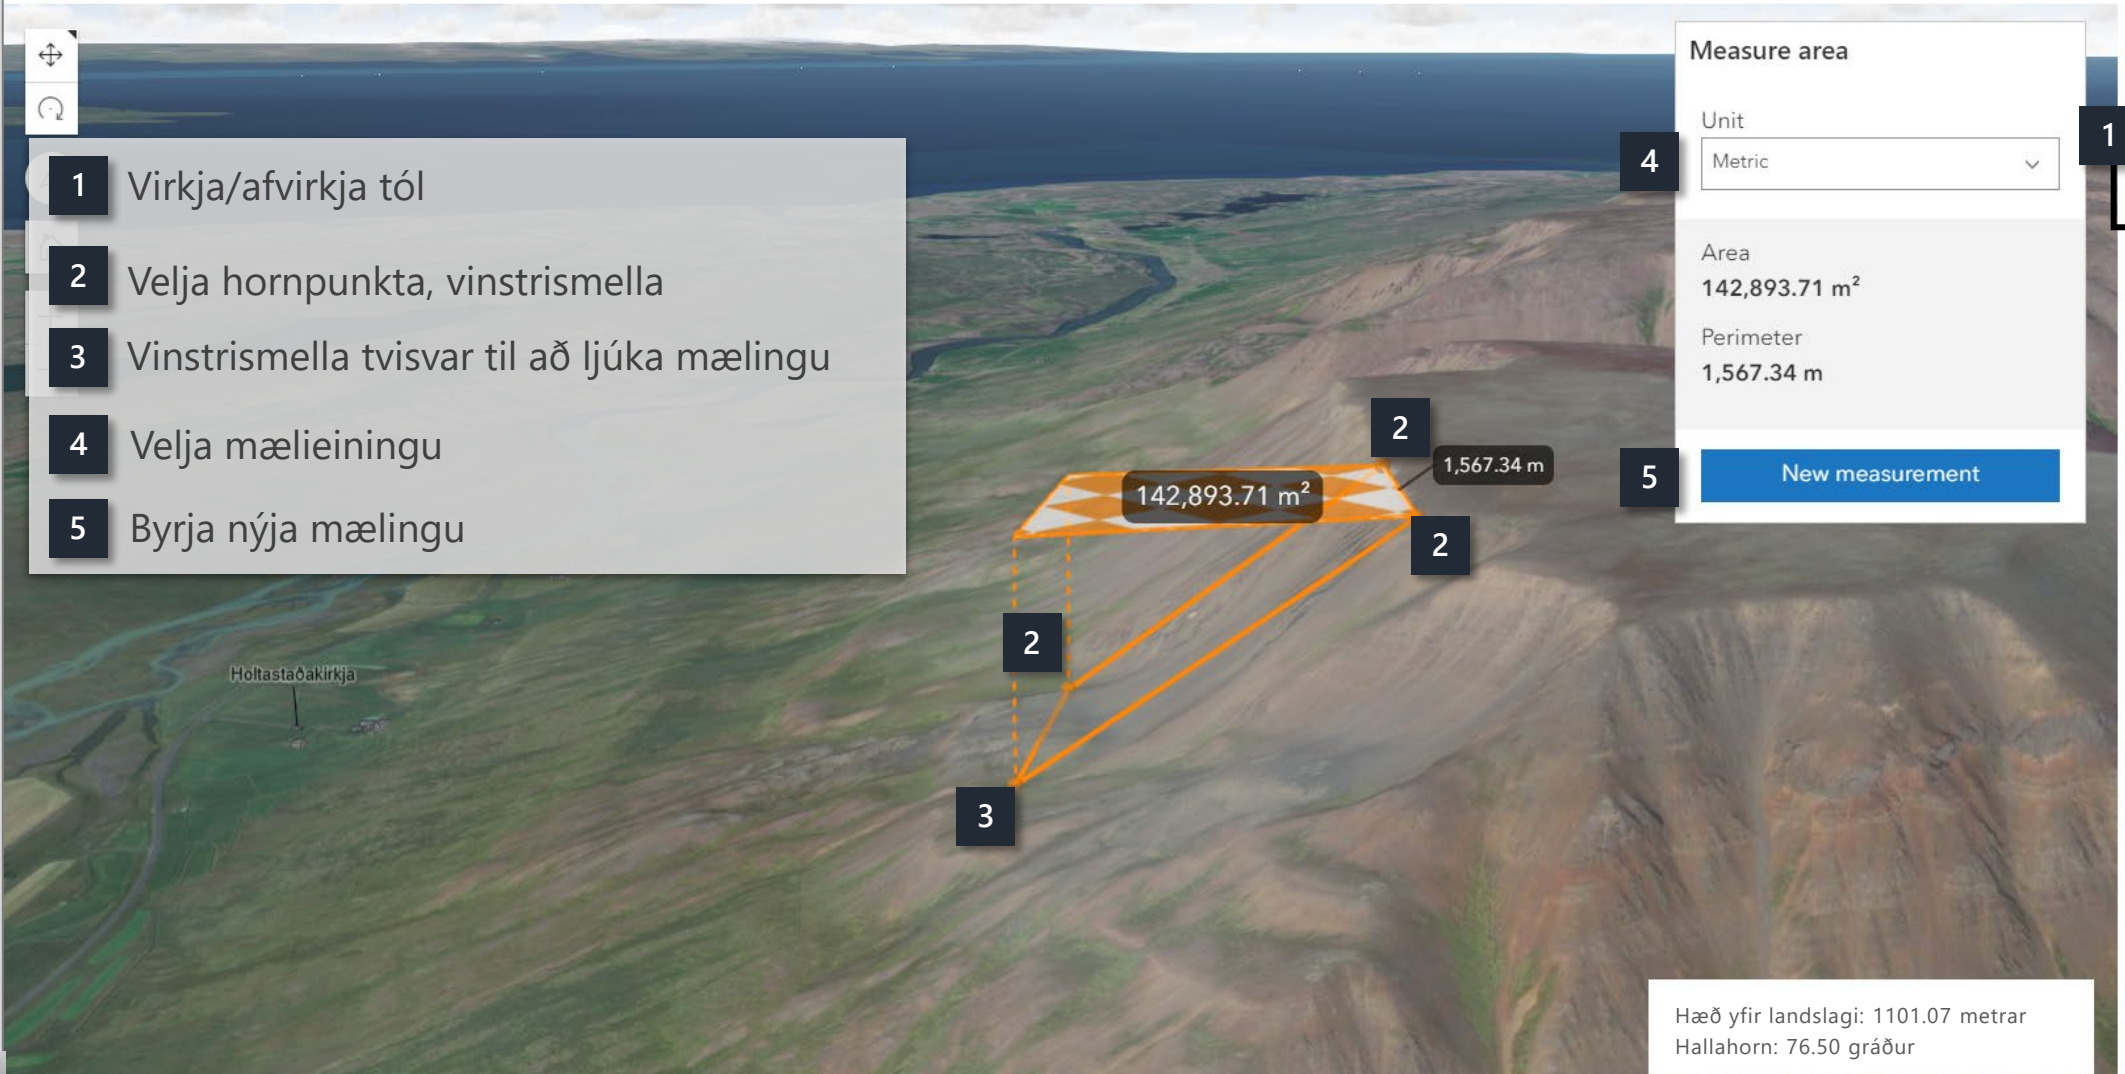 1 Virkja/afvirkja tól
2 Velja hornpunkta, vinstrismella
3 Vinstrismella tvisvar til að ljúka mælingu
4 Velja mælieiningu
5 Byrja nýja mælingu
Measure area
Unit
1
4 Metric
Area
142,893.71 m²
Perimeter
1,567.34 m
5 New measurement
2
1,567.34 m
142,893.71 m²
2
2
3
Holtastaðakirkja
Hæð yfir landslagi: 1101.07 metrar
Hallahorn: 76.50 gráður